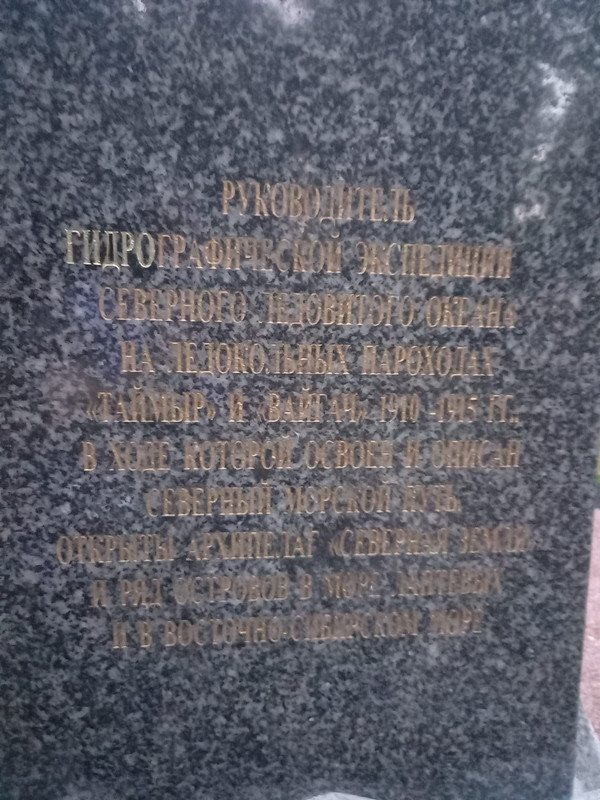 РУКОВОДИТЕЛЬ
ГИДРОГРАФИЧЕСКОЙ ЭКСПЕДИЦИИ
СЕВЕРНОГО ЛЕДОВИТОГО ОКЕАНА
НА ЛЕДОКОЛЬНЫХ ПАРОХОДАХ
«ТАЙМЫР» И «ВАЙГАЧ» 1910 -1915 ГГ.,
В ХОДЕ КОТОРОЙ ОСВОЕН И ОПИСАН
СЕВЕРНЫЙ МОРСКОЙ ПУТЬ
ОТКРЫТЫ АРХИПЕЛАГ «СЕВЕРНАЯ ЗЕМЛЯ»
И РЯД ОСТРОВОВ В МОРЕ ЛАПТЕВЫХ
И В ВОСТОЧНО-СИБИРСКОМ МОРЕ